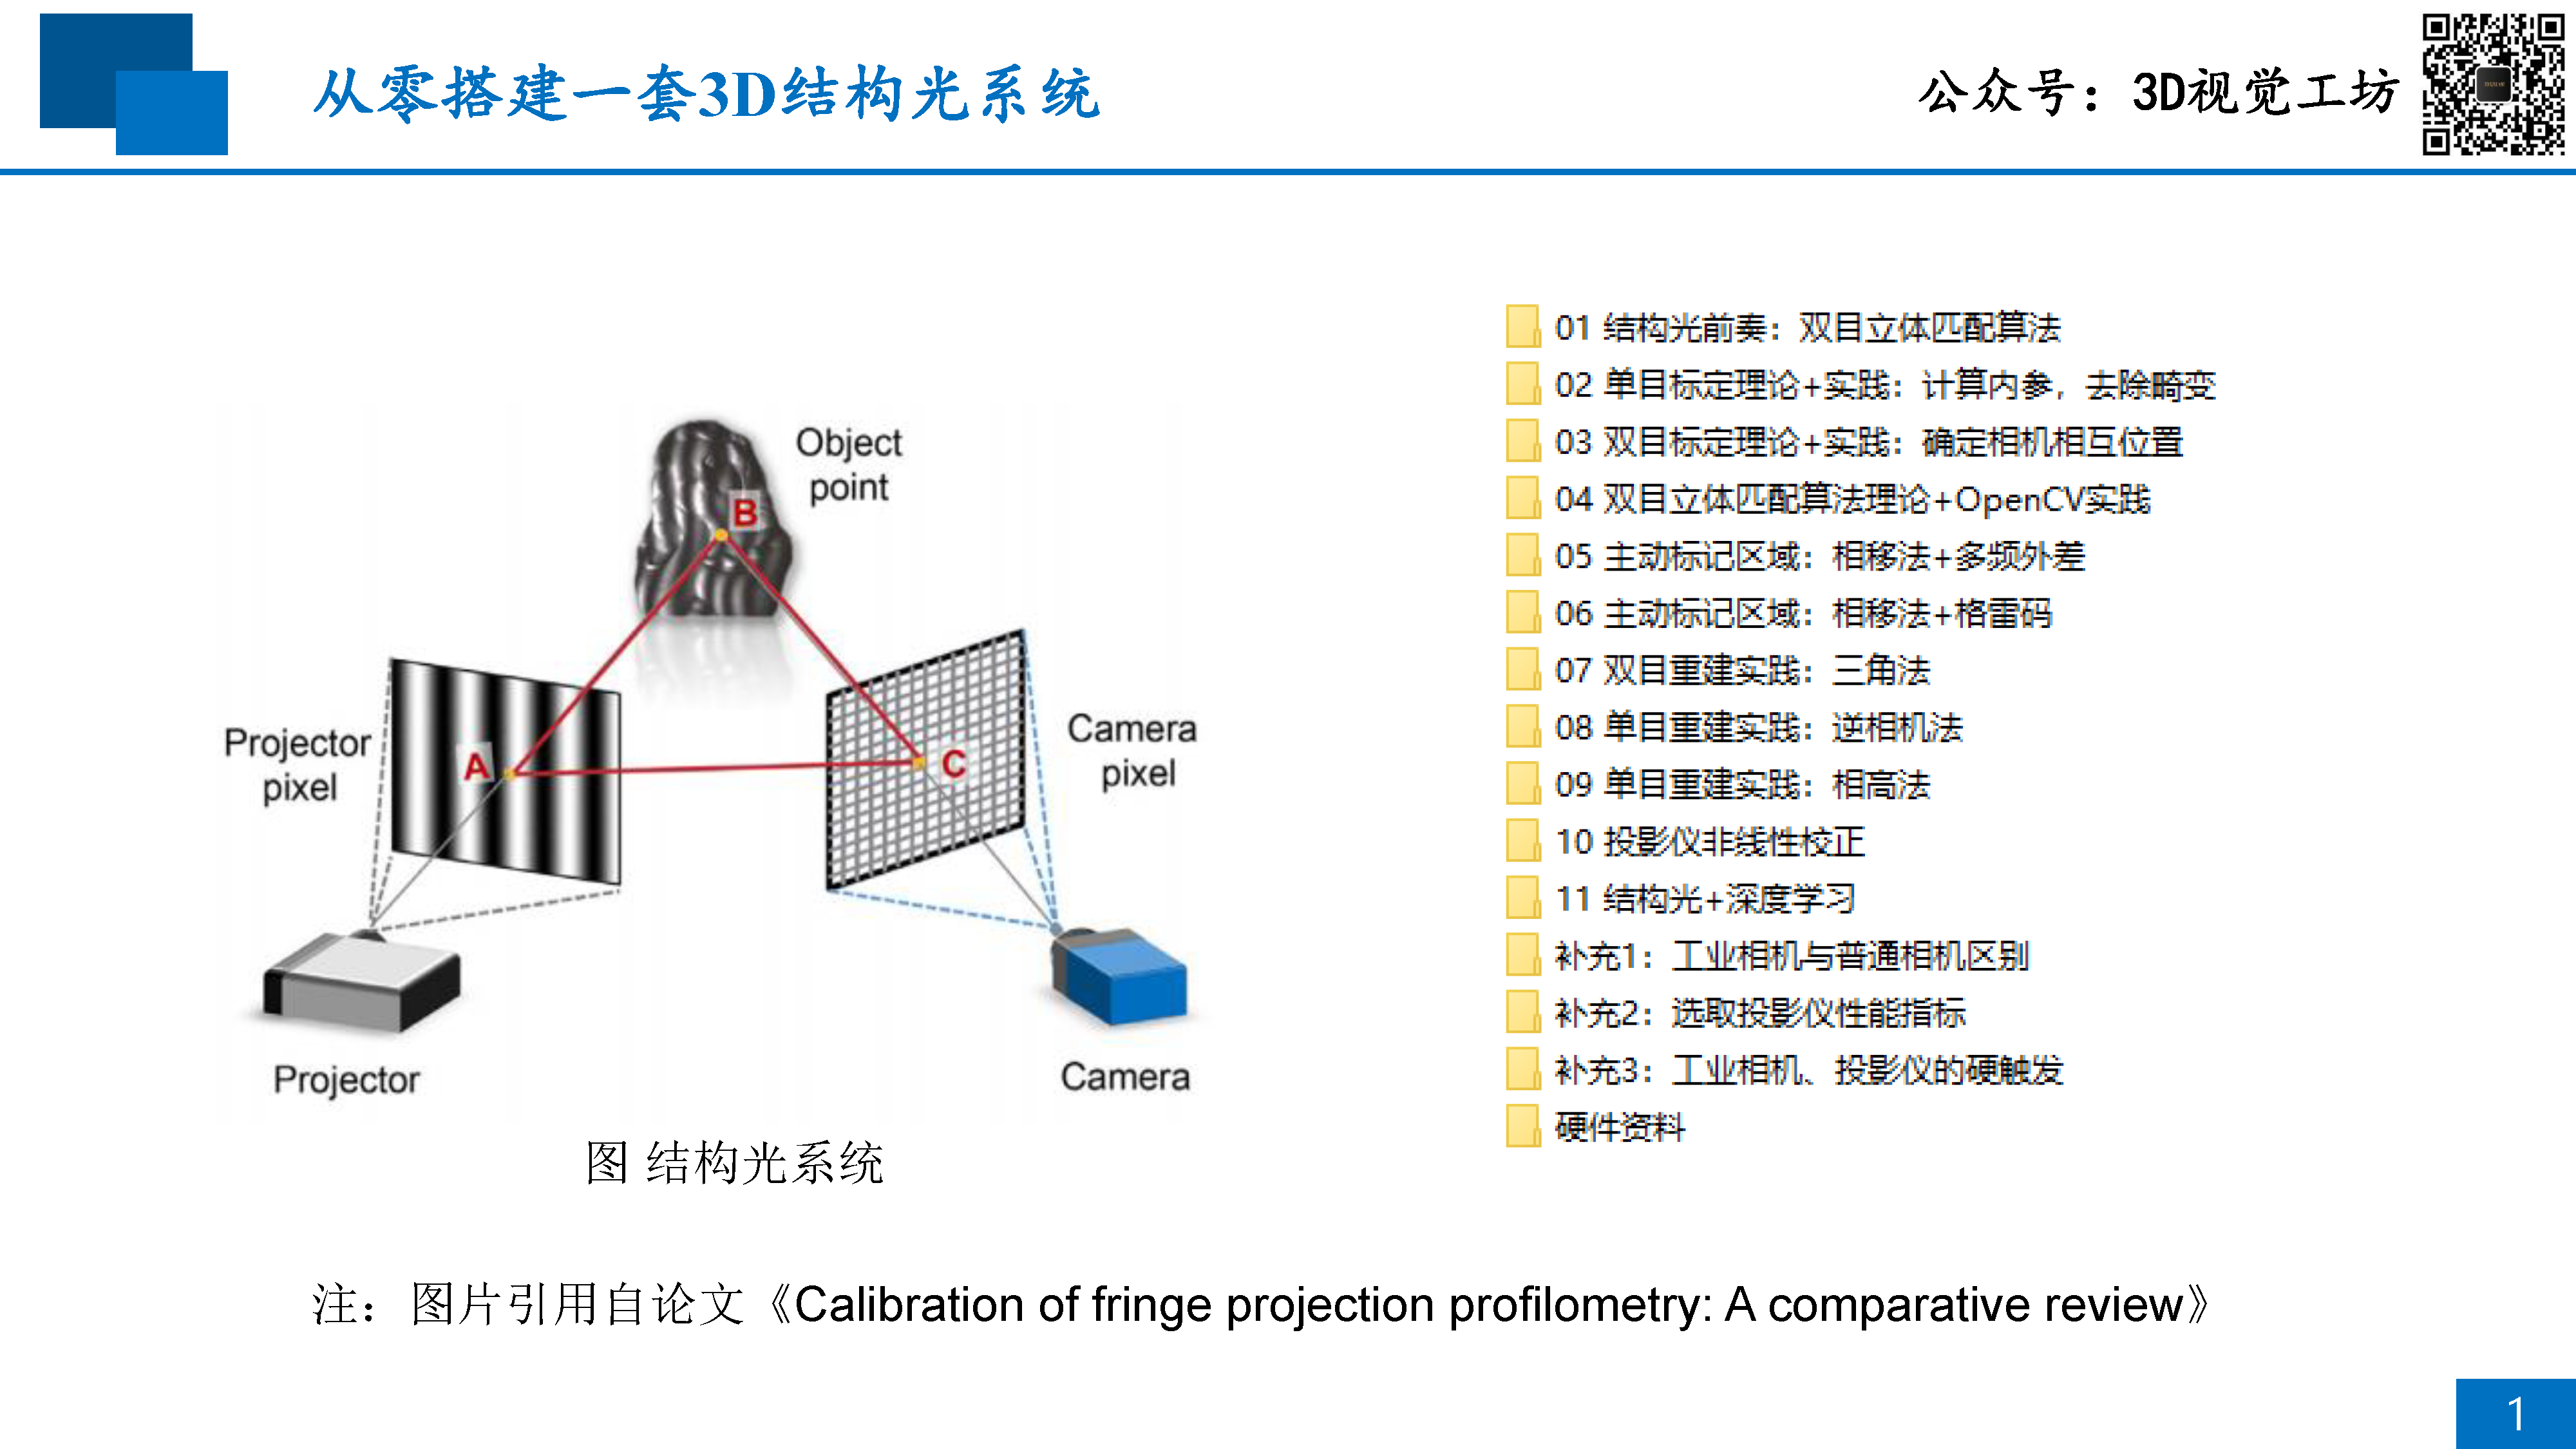 从零搭建一套3D结构光系统
公众号：3D视觉工坊
Object
point
B
Projector
pixel
A
C
Camera
pixel
Projector
Camera
图 结构光系统
01 结构光前奏：双目立体匹配算法
02 单目标定理论+实践：计算内参，去除畸变
03 双目标定理论+实践：确定相机相互位置
04 双目立体匹配算法理论+OpenCV实践
05 主动标记区域：相移法+多频外差
06 主动标记区域：相移法+格雷码
07 双目重建实践：三角法
08 单目重建实践：逆相机法
09 单目重建实践：相高法
10 投影仪非线性校正
11 结构光+深度学习
补充1：工业相机与普通相机区别
补充2：选取投影仪性能指标
补充3：工业相机、投影仪的硬触发
硬件资料
注：图片引用自论文《Calibration of fringe projection profilometry: A comparative review》
1